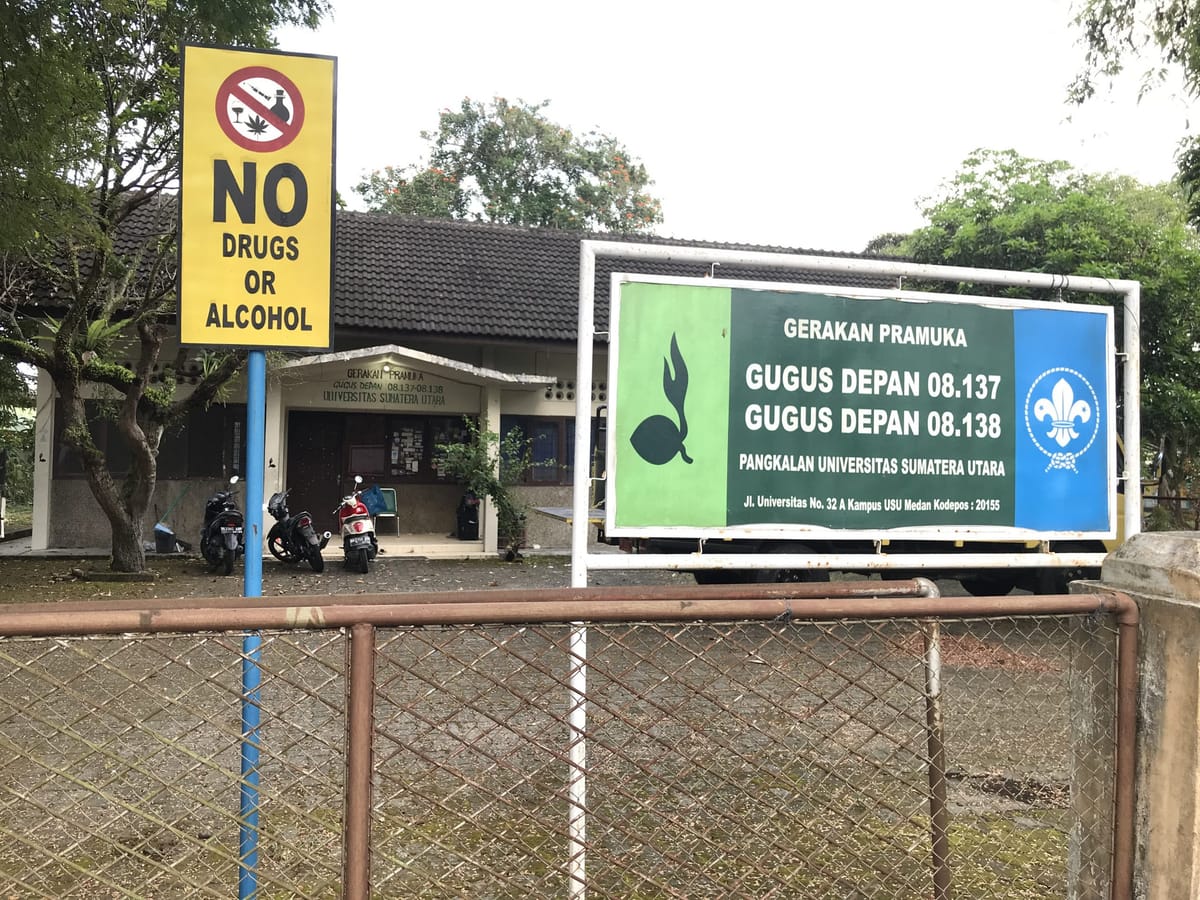 NO
DRUGS
OR
ALCOHOL
GERAKAN PRAMUKA
GUGUS DEPAN 08.137-08.138
UNIVERSITAS SUMATERA UTARA
GERAKAN PRAMUKA
GUGUS DEPAN 08.137
GUGUS DEPAN 08.138
PANGKALAN UNIVERSITAS SUMATERA UTARA
Jl. Universitas No. 32 A Kampus USU Medan Kodepos : 20155